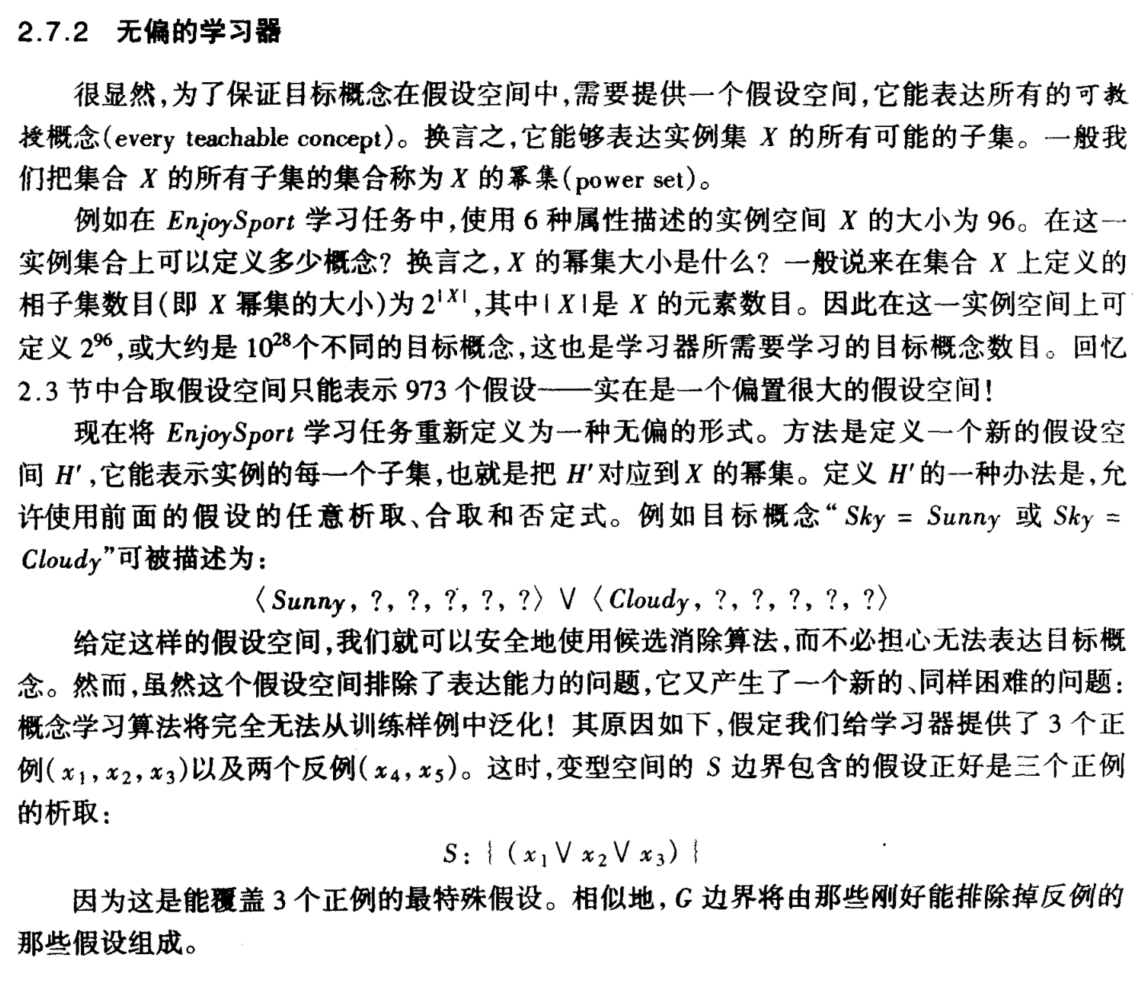 2.7.2 无偏的学习器
很显然,为了保证目标概念在假设空间中,需要提供一个假设空间,它能表达所有的可教
授概念(every teachable concept)。换言之,它能够表达实例集 X 的所有可能的子集。一般我
们把集合 X 的所有子集的集合称为 X 的幂集(power set)。
例如在 EnjoySport 学习任务中,使用 6 种属性描述的实例空间 X 的大小为 96。在这一
实例集合上可以定义多少概念?换言之,X 的幂集大小是什么?一般说来在集合 X 上定义的
相子集数目(即 X 幂集的大小)为 2^|X|,其中|X|是 X 的元素数目。因此在这一实例空间上可
定义 2^96,或大约是 10^28个不同的目标概念,这也是学习器所需要学习的目标概念数目。回忆
2.3 节中合取假设空间只能表示 973 个假设——实在是一个偏置很大的假设空间!
现在将 EnjoySport 学习任务重新定义为一种无偏的形式。方法是定义一个新的假设空
间 H′,它能表示实例的每一个子集,也就是把 H′对应到 X 的幂集。定义 H′的一种办法是,允
许使用前面的假设的任意析取、合取和否定式。例如目标概念“Sky = Sunny 或 Sky =
Cloudy”可被描述为:
〈Sunny, ?, ?, ?, ?, ?〉∨〈Cloudy, ?, ?, ?, ?, ?〉
给定这样的假设空间,我们就可以安全地使用候选消除算法,而不必担心无法表达目标概
念。然而,虽然这个假设空间排除了表达能力的问题,它又产生了一个新的、同样困难的问题:
概念学习算法将完全无法从训练样例中泛化!其原因如下,假定我们给学习器提供了 3 个正
例(x₁,x₂,x₃)以及两个反例(x₄,x₅)。这时,变型空间的 S 边界包含的假设正好是三个正例
的析取:
S:{(x₁∨x₂∨x₃)}
因为这是能覆盖 3 个正例的最特殊假设。相似地,G 边界将由那些刚好能排除掉反例的
那些假设组成。